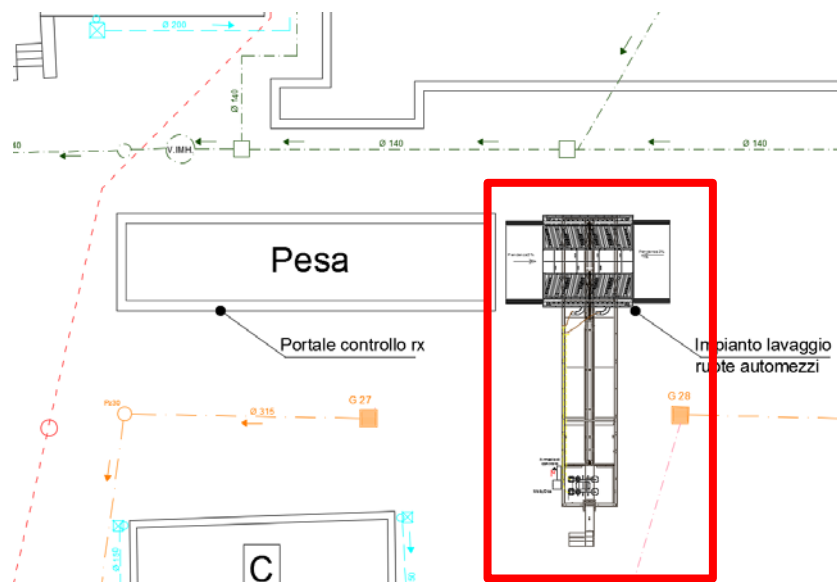 Ø 200
Ø 140
V.IMH.
Ø 140
Ø 140
40
Pesa
Portale controllo rx
Impianto lavaggio
ruote automezzi
G 27
G 28
Ø 315
C